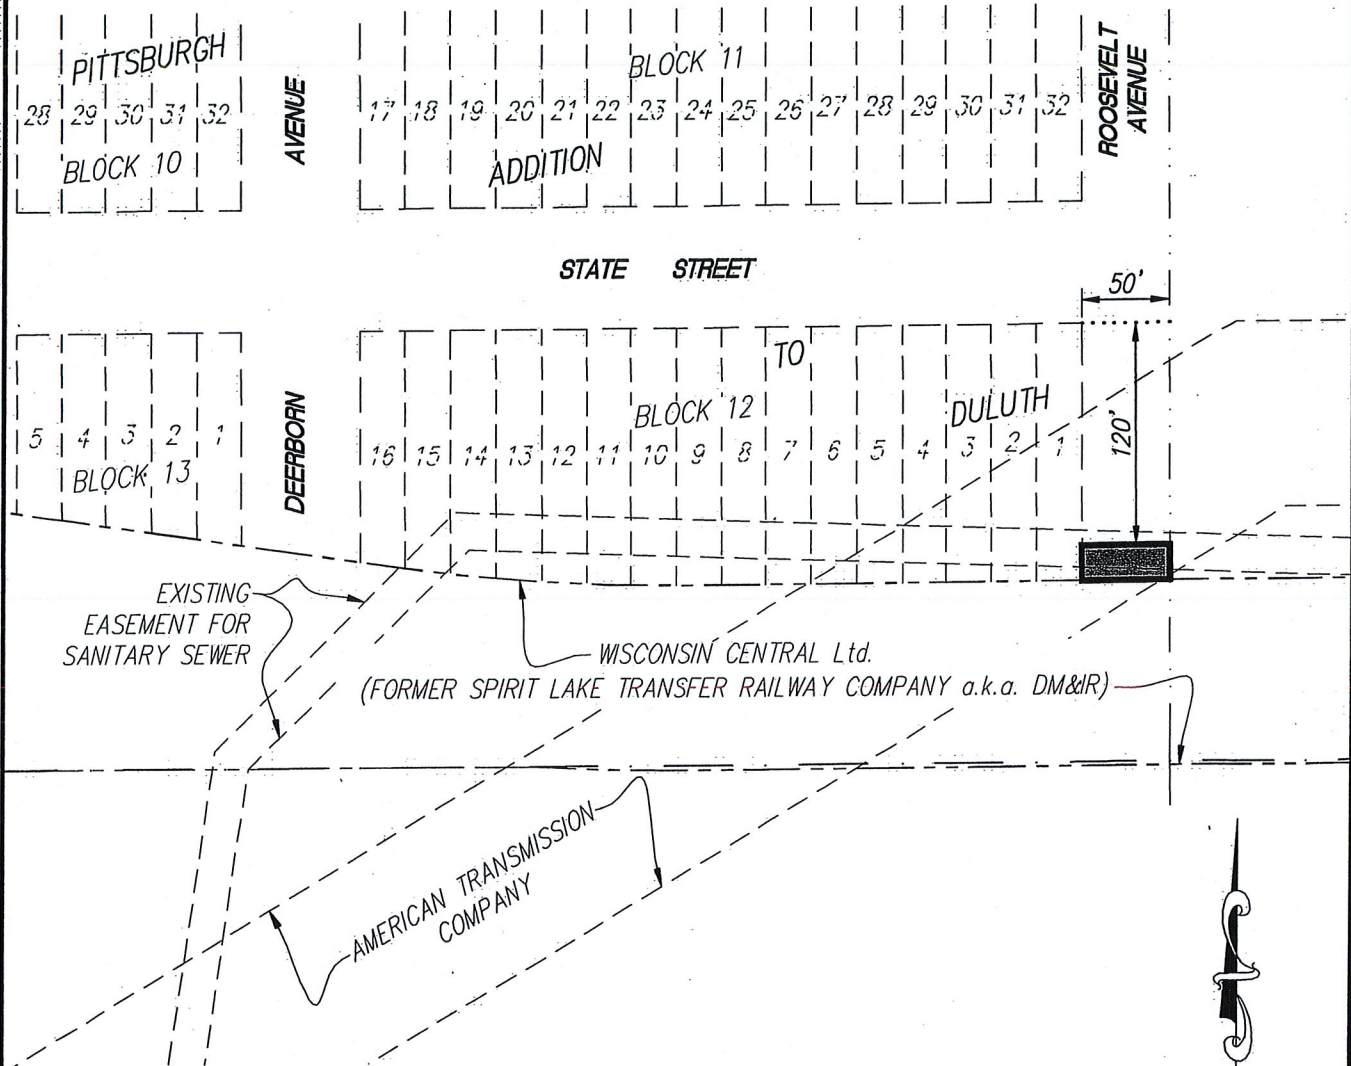 PITTSBURGH
BLOCK 11
ROOSEVELT
AVENUE
28 29 30 31 32
AVENUE
17 18 19 20 21 22 23 24 25 26 27 28 29 30 31 32
BLOCK 10
ADDITION
STATE STREET
50'
TO
DULUTH
BLOCK 12
120'
5 4 3 2 1
DEERBORN
16 15 14 13 12 11 10 9 8 7 6 5 4 3 2 1
BLOCK 13
EXISTING
EASEMENT FOR
SANITARY SEWER
WISCONSIN CENTRAL Ltd.
(FORMER SPIRIT LAKE TRANSFER RAILWAY COMPANY a.k.a. DM&IR)
AMERICAN TRANSMISSION
COMPANY